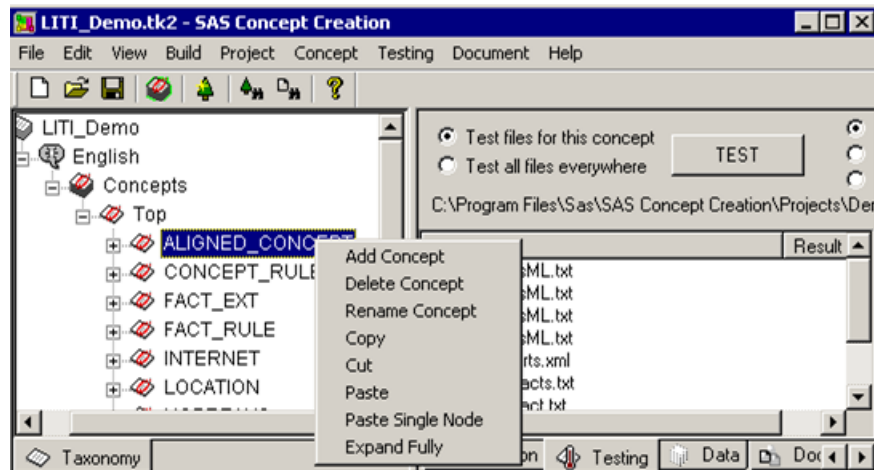 LITI_Demo.tk2 - SAS Concept Creation
File Edit View Build Project Concept Testing Document Help
LITI_Demo
English
Concepts
Top
ALIGNED_CONCEPT
CONCEPT_RULE
FACT_EXT
FACT_RULE
INTERNET
LOCATION
Taxonomy
Add Concept
Delete Concept
Rename Concept
Copy
Cut
Paste
Paste Single Node
Expand Fully
Test files for this concept
Test all files everywhere
TEST
C:\Program Files\Sas\SAS Concept Creation\Projects\De
Result
sML.txt
sML.txt
sML.txt
sML.txt
rts.xml
acts.txt
act.txt
on Testing Data Doc